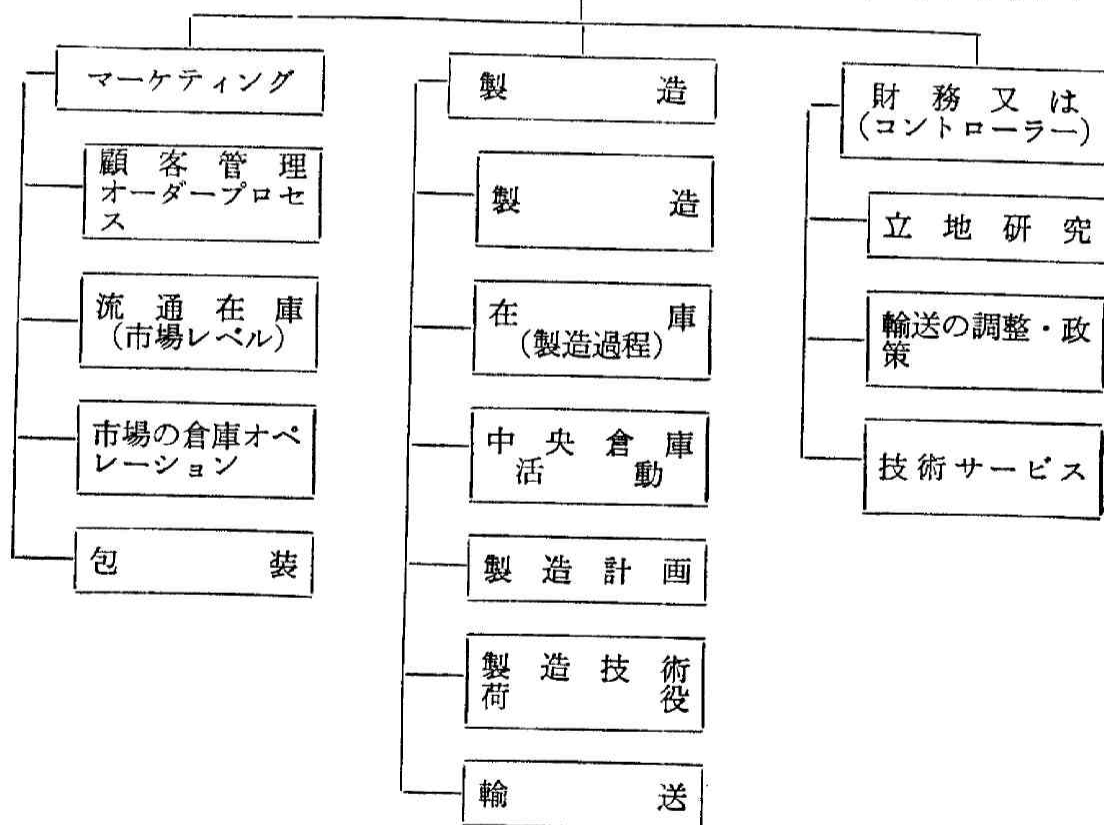 マーケティング
顧客管理
オーダープロセ
ス
流通在庫
(市場レベル)
市場の倉庫オペ
レーション
包装
製造
製造
在庫
(製造過程)
中央倉庫
活動
製造計画
製造技術
荷役
輸送
財務又は
(コントローラー)
立地研究
輸送の調整・政
策
技術サービス